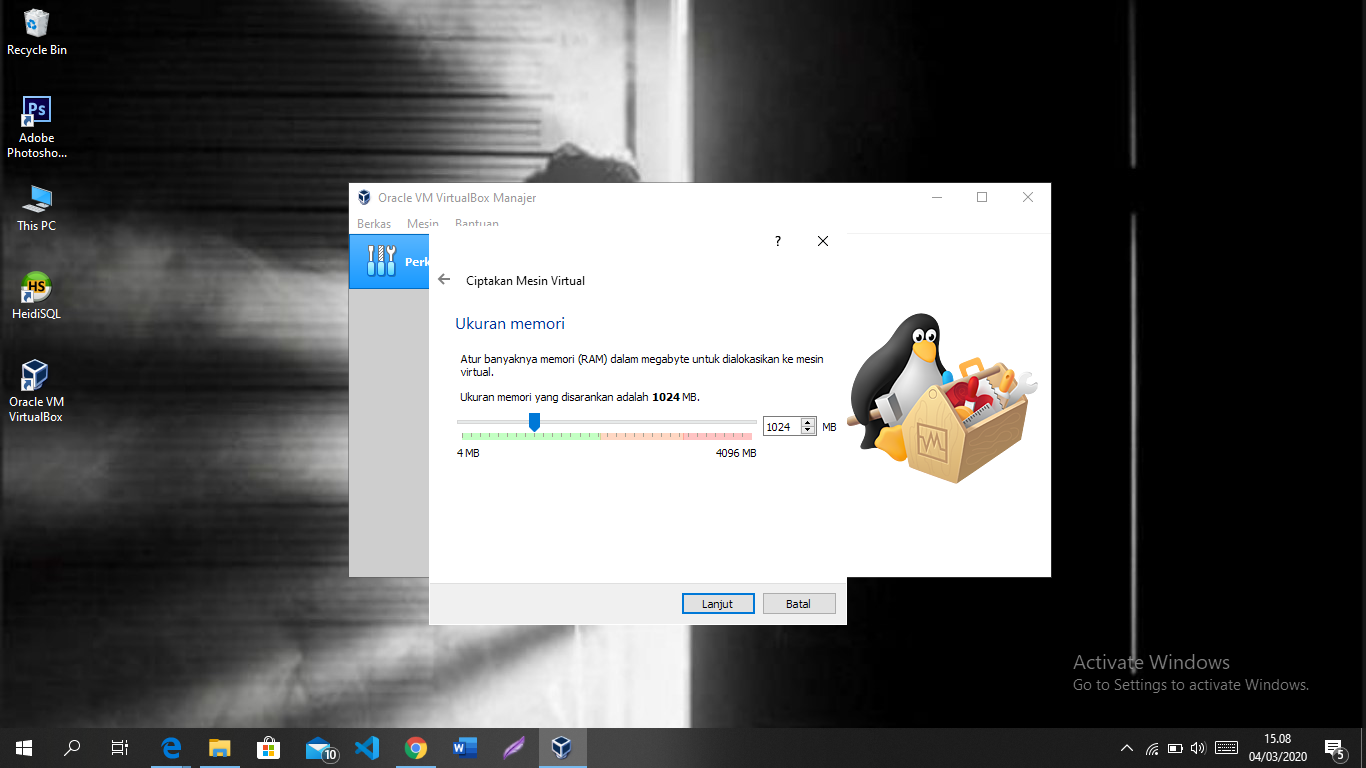 Recycle Bin
Ps
Adobe
Photosho...
This PC
HS
HeidiSQL
Oracle VM
VirtualBox
Oracle VM VirtualBox Manajer
Berkas Mesin Bantuan
Perk
?
Ciptakan Mesin Virtual
Ukuran memori
Atur banyaknya memori (RAM) dalam megabyte untuk dialokasikan ke mesin
virtual.
Ukuran memori yang disarankan adalah 1024 MB.
1024 MB
4 MB 4096 MB
Lanjut Batal
Activate Windows
Go to Settings to activate Windows.
10
15.08
04/03/2020
5